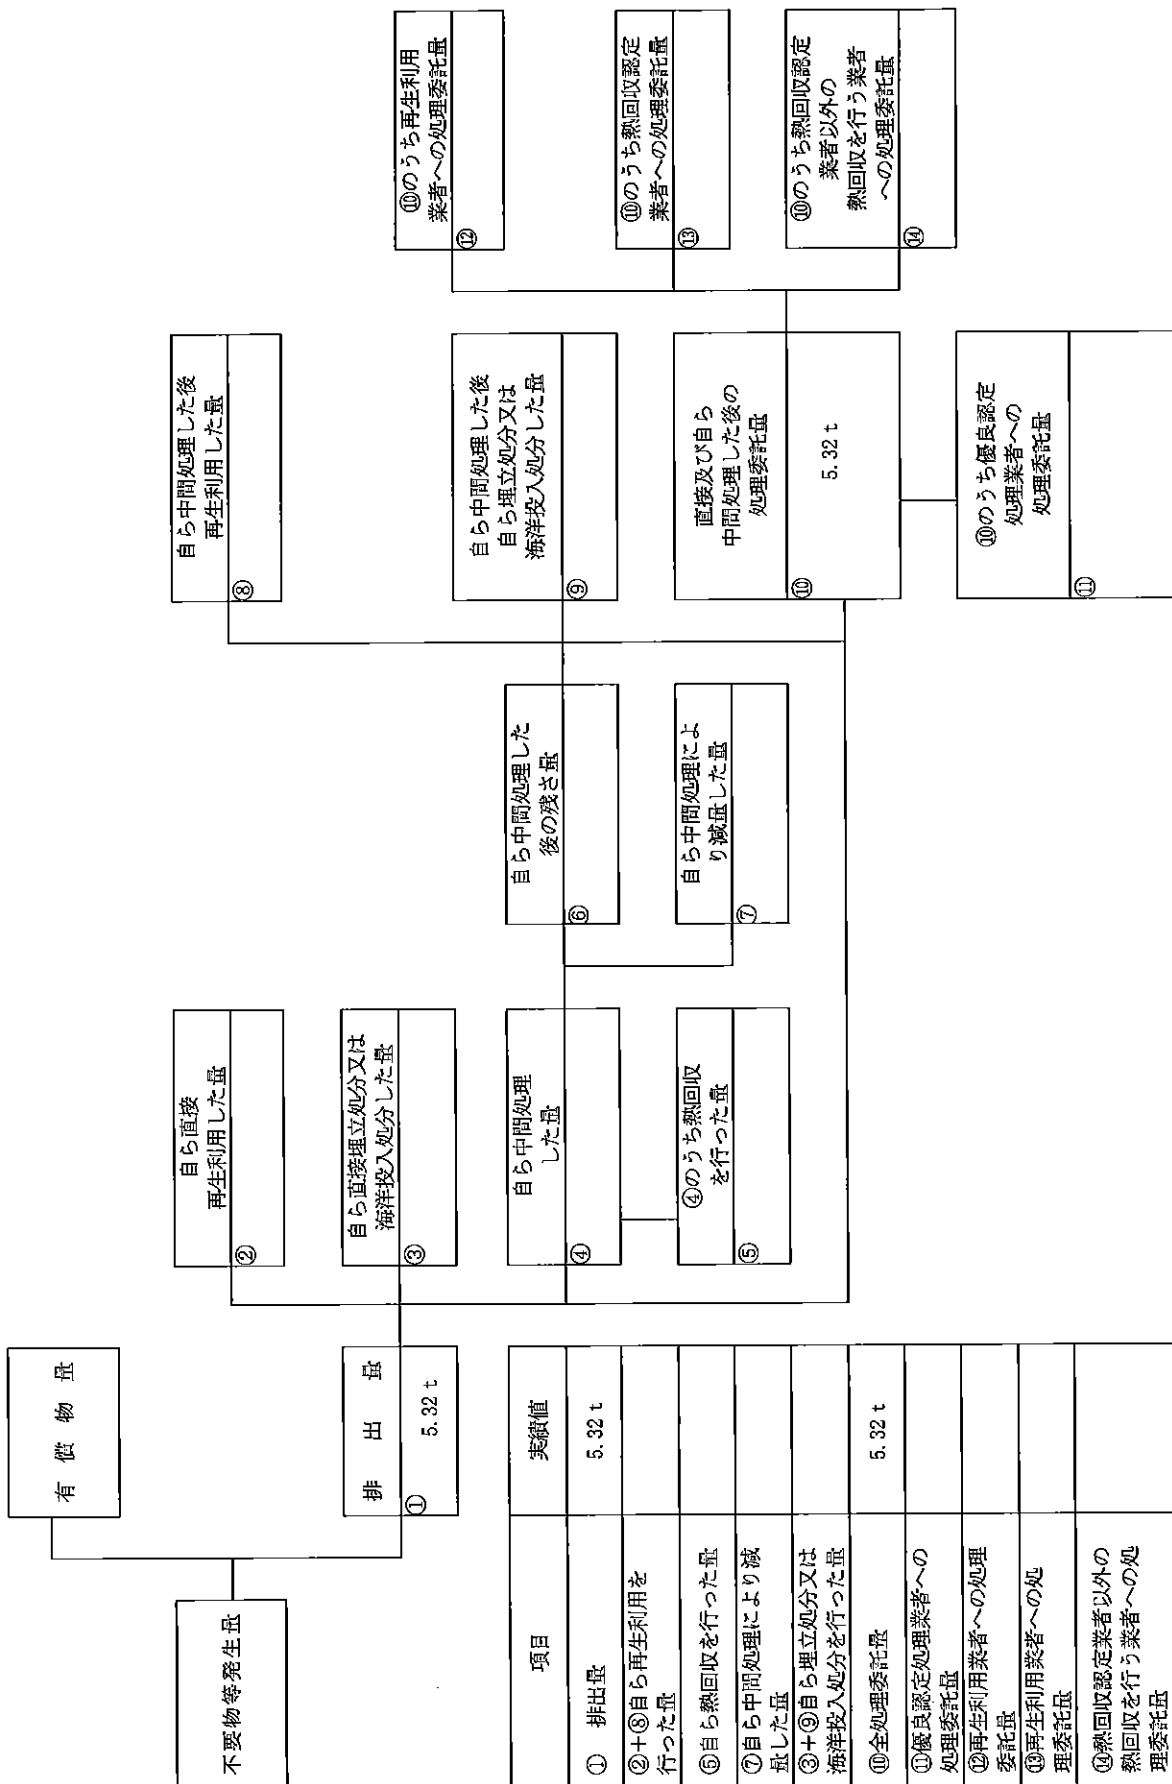 有償物量
不要物等発生量
排出量
①
5.32 t
自ら直接
再生利用した量
②
自ら直接埋立処分又は
海洋投入処分した量
③
自ら中間処理
した量
④
④のうち熱回収
を行った量
⑤
自ら中間処理した
後の残さ量
⑥
自ら中間処理によ
り減量した量
⑦
自ら中間処理した後
再生利用した量
⑧
自ら中間処理した後
自ら埋立処分又は
海洋投入処分した量
⑨
直接及び自ら
中間処理した後の
処理委託量
⑩
5.32 t
⑩のうち優良認定
処理業者への
処理委託量
⑪
⑩のうち再生利用
業者への処理委託量
⑫
⑩のうち熱回収認定
業者への処理委託量
⑬
⑩のうち熱回収認定
業者以外の
熱回収を行う業者
への処理委託量
⑭
項目 実績値
① 排出量 5.32 t
②+⑧自ら再生利用を
行った量
⑤自ら熱回収を行った量
⑦自ら中間処理により減
量した量
③+⑨自ら埋立処分又は
海洋投入処分を行った量
⑩全処理委託量 5.32 t
⑪優良認定処理業者への
処理委託量
⑫再生利用業者への処理
委託量
⑬再生利用業者への処
理委託量
⑭熱回収認定業者以外の
熱回収を行う業者への処
理委託量